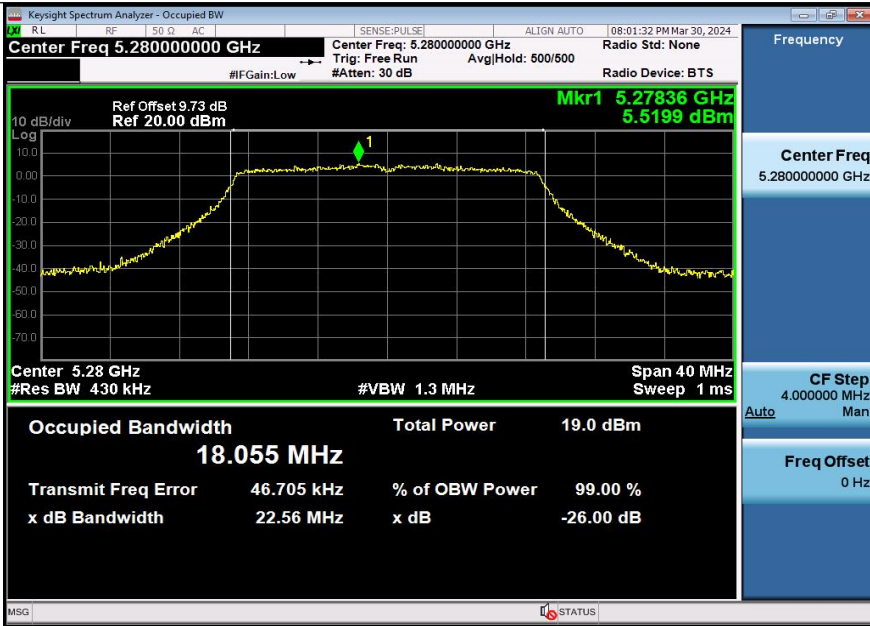 Keysight Spectrum Analyzer - Occupied BW
LXI RL RF 50 Ω AC SENSE:PULSE ALIGN AUTO 08:01:32 PM Mar 30, 2024
Center Freq 5.280000000 GHz
Center Freq: 5.280000000 GHz Radio Std: None
Trig: Free Run Avg|Hold: 500/500
#IFGain:Low #Atten: 30 dB Radio Device: BTS
Frequency
Ref Offset 9.73 dB
10 dB/div Ref 20.00 dBm
Mkr1 5.27836 GHz
5.5199 dBm
Log
1
10.0
0.00
-10.0
-20.0
-30.0
-40.0
-50.0
-60.0
-70.0
Center 5.28 GHz Span 40 MHz
#Res BW 430 kHz #VBW 1.3 MHz Sweep 1 ms
Occupied Bandwidth Total Power 19.0 dBm
18.055 MHz
Transmit Freq Error 46.705 kHz % of OBW Power 99.00 %
x dB Bandwidth 22.56 MHz x dB -26.00 dB
Center Freq
5.280000000 GHz
CF Step
4.000000 MHz
Auto Man
Freq Offset
0 Hz
MSG STATUS